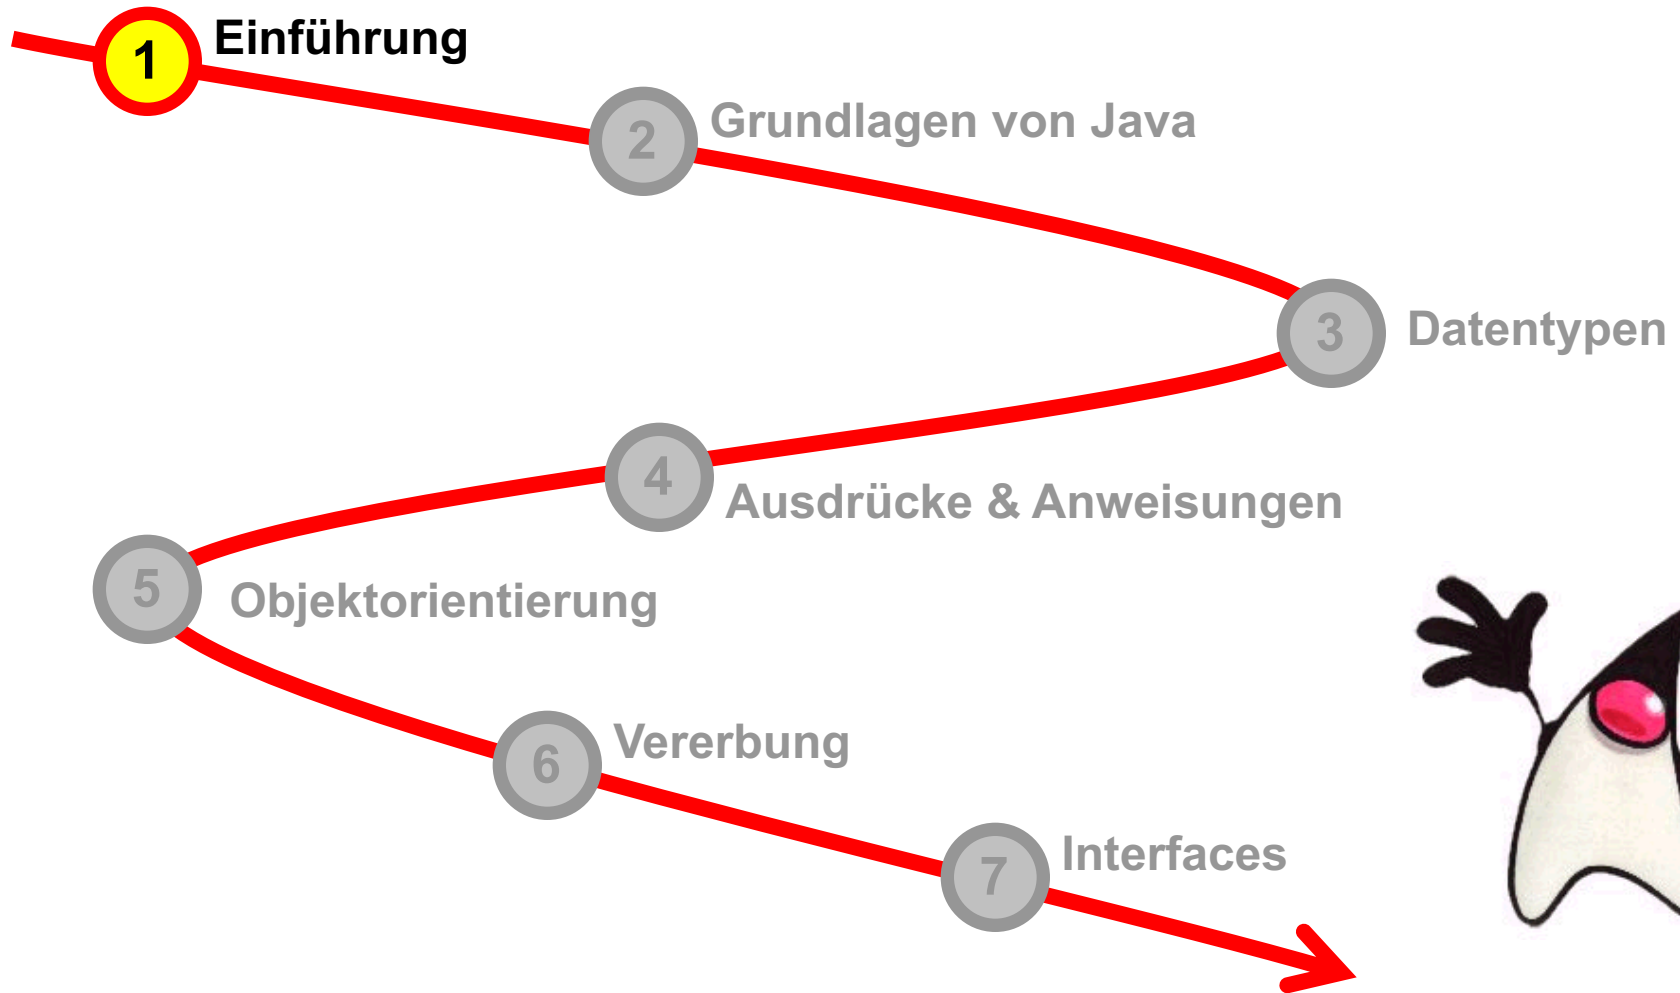 1 Einführung
2 Grundlagen von Java
3 Datentypen
4 Ausdrücke & Anweisungen
5 Objektorientierung
6 Vererbung
7 Interfaces